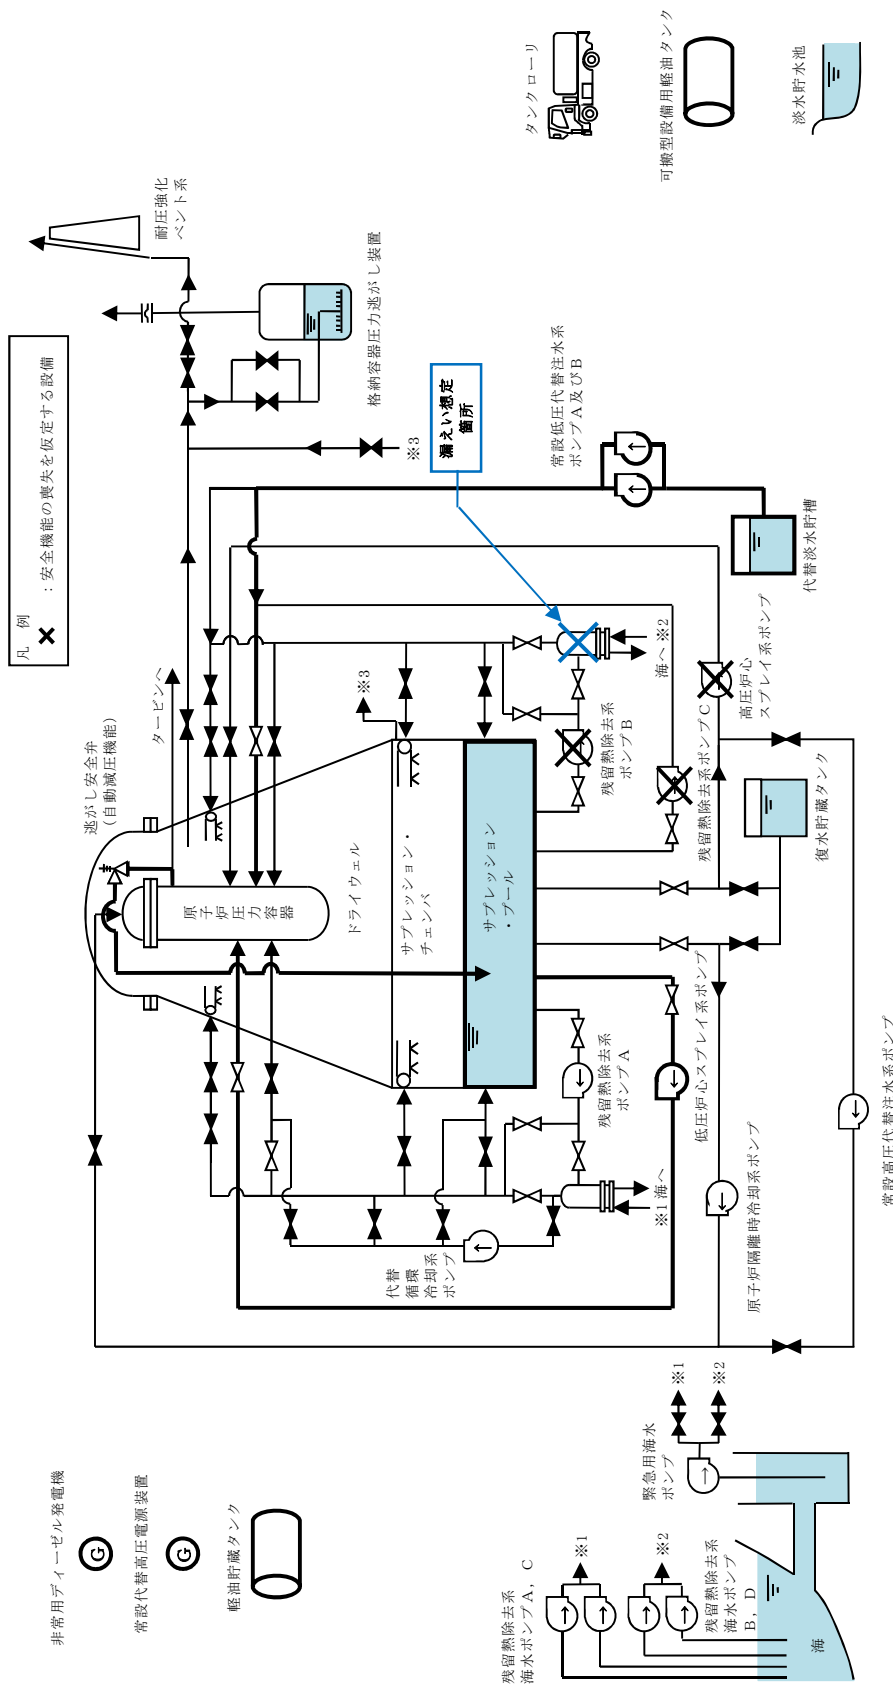 非常用ディーゼル発電機
G
常設代替高圧電源装置
G
軽油貯蔵タンク
凡 例
：安全機能の喪失を仮定する設備
逃がし安全弁
（自動減圧機能）
タービンへ
※3
原子炉圧力容器
ドライウェル
サプレッション・
チェンバ
サプレッション
・プール
耐圧強化
ベント系
格納容器圧力逃がし装置
※3
漏えい想定
箇所
常設低圧代替注水系
ポンプA及びB
代替淡水貯槽
タンクローリ
可搬型設備用軽油タンク
淡水貯水池
海へ
※2
残留熱除去系
ポンプB
残留熱除去系ポンプC
高圧炉心
スプレイ系ポンプ
復水貯蔵タンク
残留熱除去系
ポンプA
※1
海へ
代替
循環
冷却系
ポンプ
低圧炉心スプレイ系ポンプ
原子炉隔離時冷却系ポンプ
常設高圧代替注水系ポンプ
緊急用海水
ポンプ
※1
※2
残留熱除去系
海水ポンプA，C
※1
※2
残留熱除去系
海水ポンプ
B，D
海